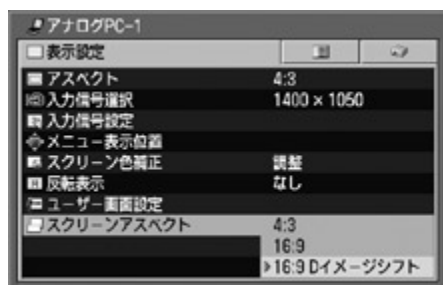 アナログPC-1
表示設定
アスペクト 4:3
入力信号選択 1400 × 1050
入力信号設定
メニュー表示位置
スクリーン色補正 調整
反転表示 なし
ユーザー画面設定
スクリーンアスペクト 4:3
16:9
16:9 Dイメージシフト